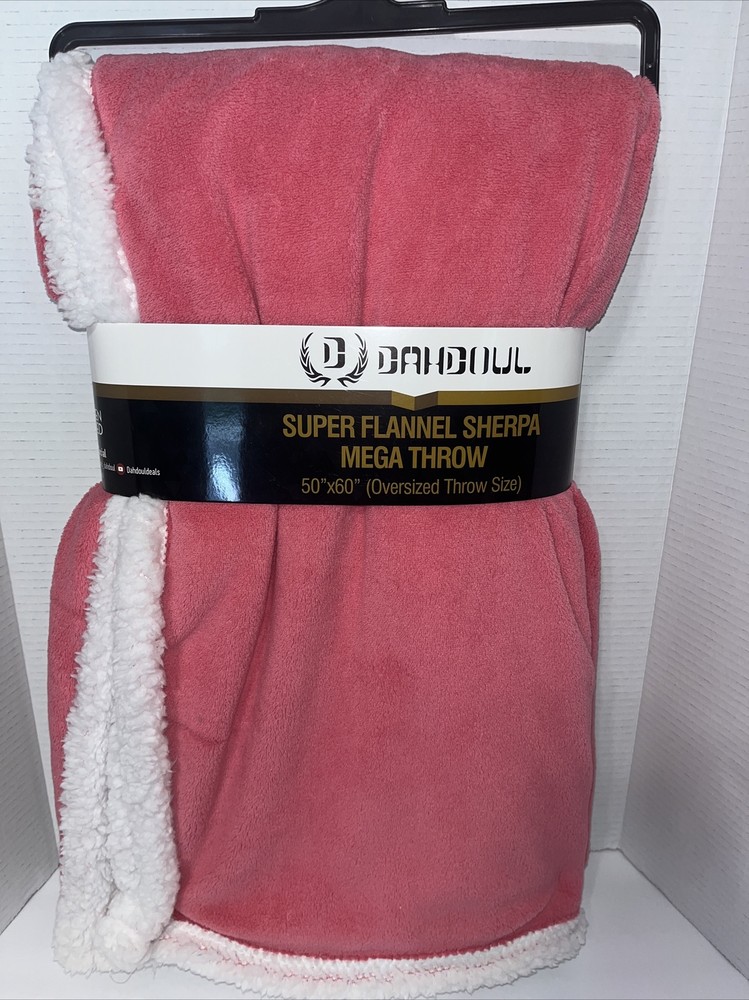 DAHDOUL
SUPER FLANNEL SHERPA
MEGA THROW
50"x60" (Oversized Throw Size)
Dahdouldeals